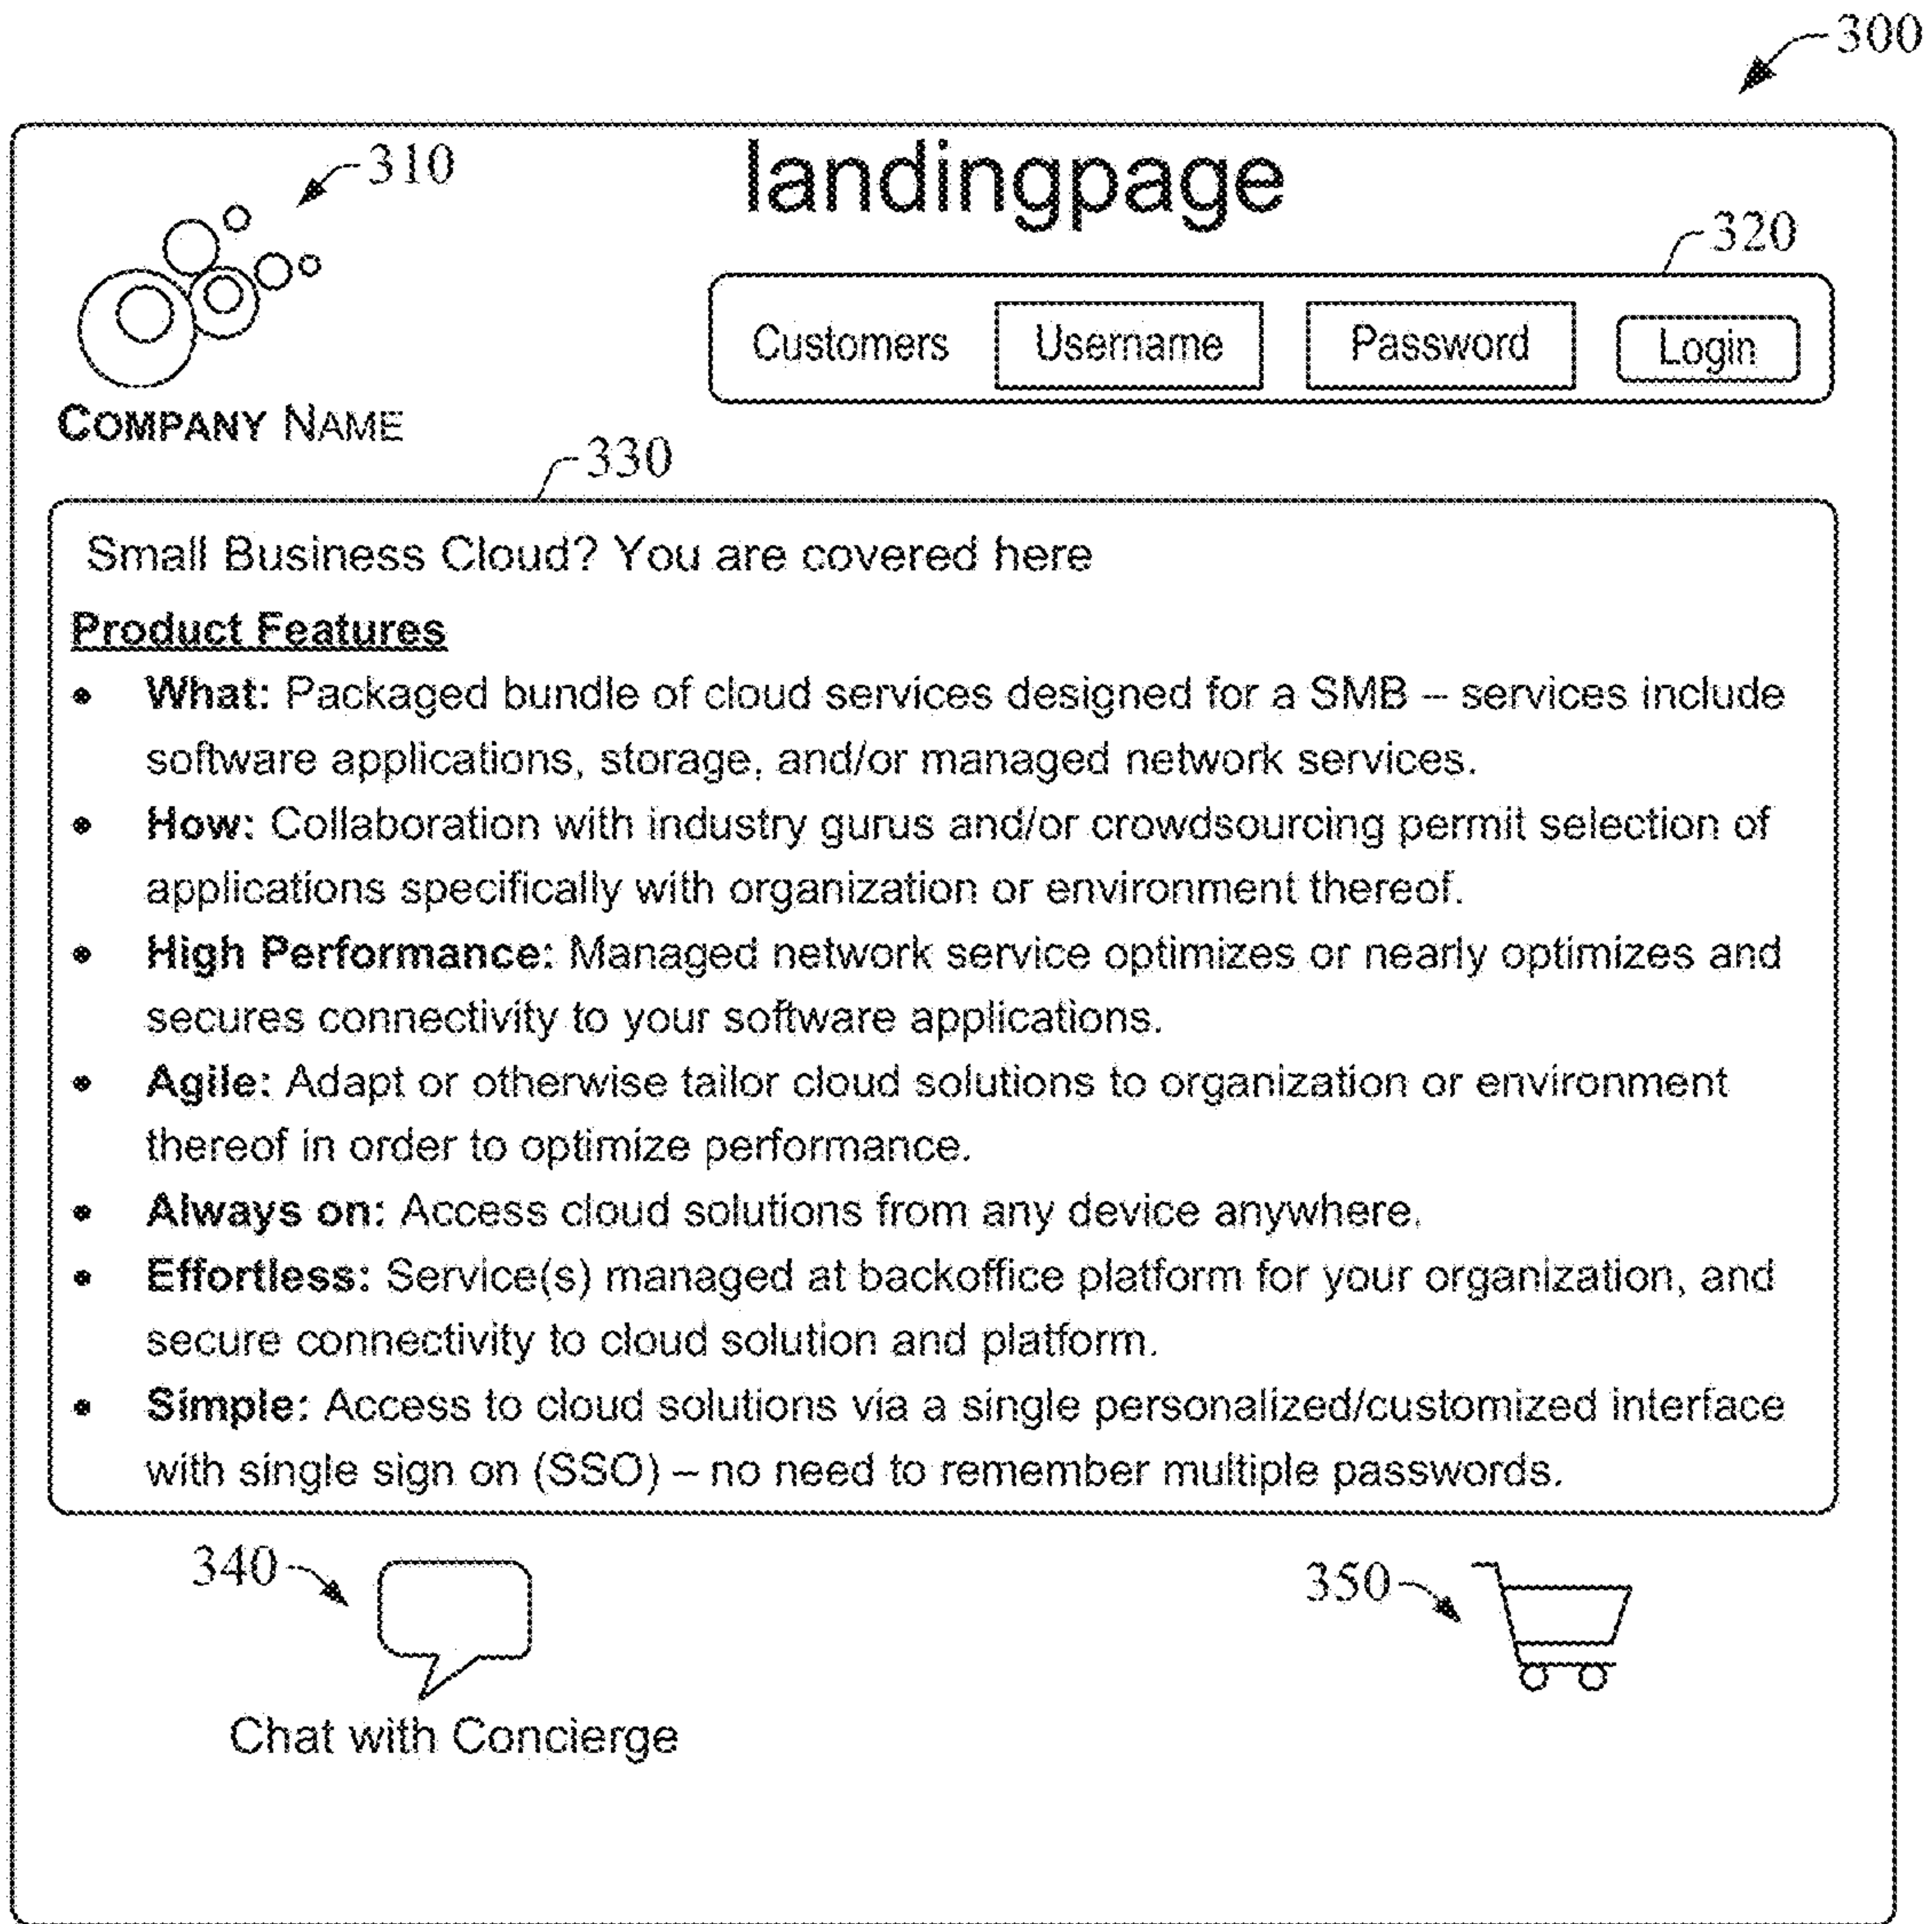 300
310
landingpage
320
Customers Username Password Login
COMPANY NAME
330
Small Business Cloud? You are covered here
Product Features
• What: Packaged bundle of cloud services designed for a SMB – services include
software applications, storage, and/or managed network services.
• How: Collaboration with industry gurus and/or crowdsourcing permit selection of
applications specifically with organization or environment thereof.
• High Performance: Managed network service optimizes or nearly optimizes and
secures connectivity to your software applications.
• Agile: Adapt or otherwise tailor cloud solutions to organization or environment
thereof in order to optimize performance.
• Always on: Access cloud solutions from any device anywhere.
• Effortless: Service(s) managed at backoffice platform for your organization, and
secure connectivity to cloud solution and platform.
• Simple: Access to cloud solutions via a single personalized/customized interface
with single sign on (SSO) – no need to remember multiple passwords.
340
350
Chat with Concierge